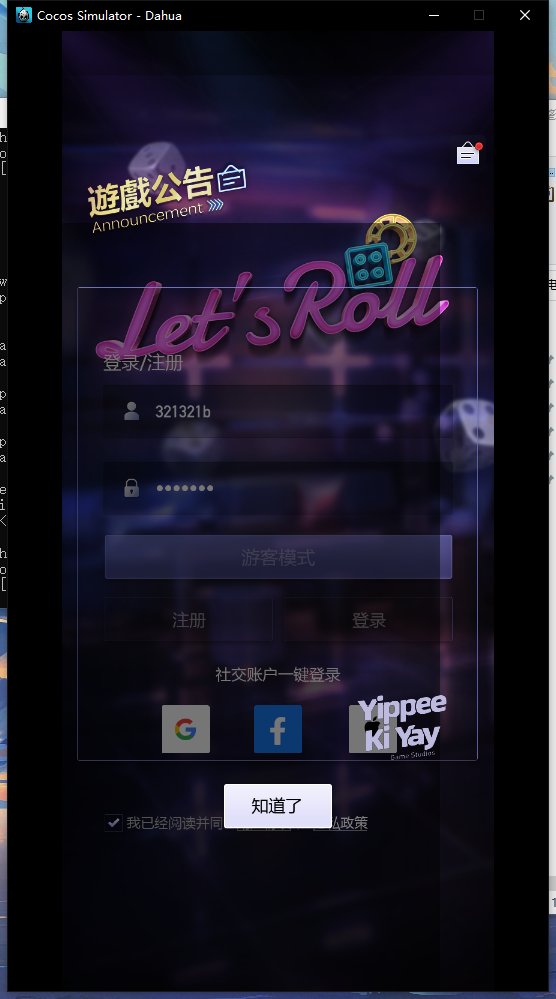 Cocos Simulator - Dahua
遊戲公告
Announcement
Let's Roll
登录/注册
321321b
游客模式
注册
登录
社交账户一键登录
Yippee
Ki Yay
Game Studios
知道了
我已经阅读并同
政策